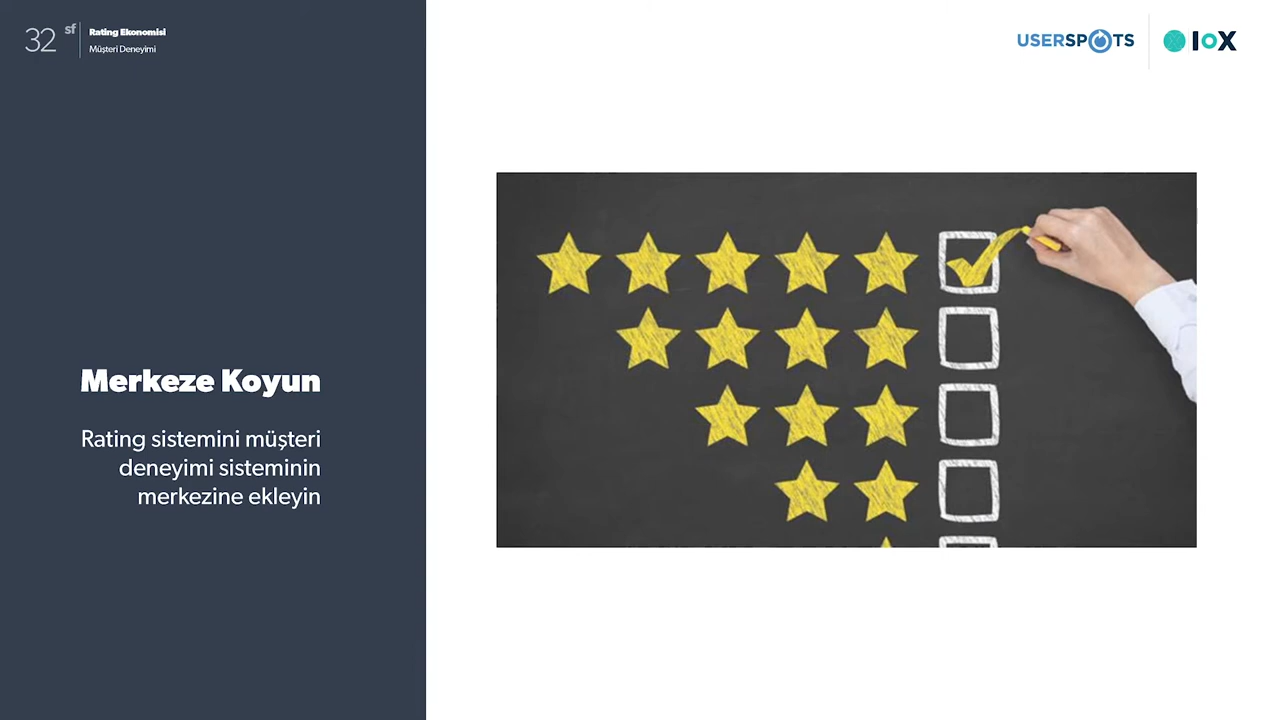 32 sf
Rating Ekonomisi
Müşteri Deneyimi
USERSPOTS
IoX
Merkeze Koyun
Rating sistemini müşteri
deneyimi sisteminin
merkezine ekleyin